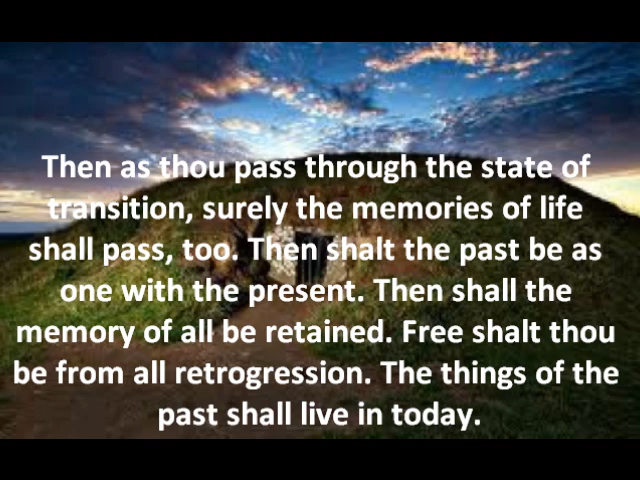 Then as thou pass through the state of
transition, surely the memories of life
shall pass, too. Then shalt the past be as
one with the present. Then shall the
memory of all be retained. Free shalt thou
be from all retrogression. The things of the
past shall live in today.